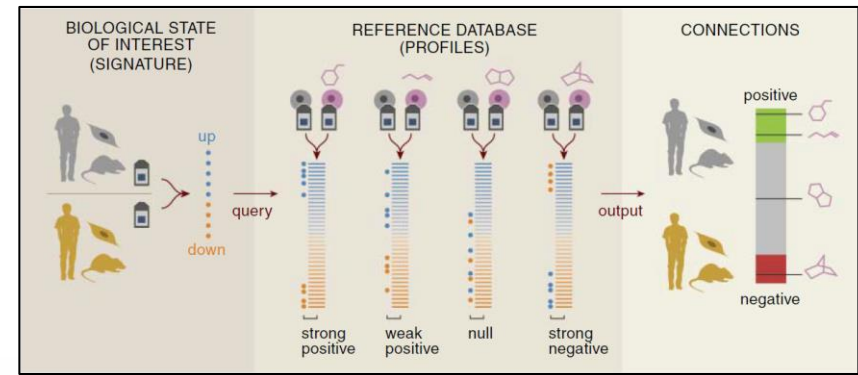 BIOLOGICAL STATE
OF INTEREST
(SIGNATURE)
up
down
query
REFERENCE DATABASE
(PROFILES)
strong
positive
weak
positive
null
strong
negative
output
CONNECTIONS
positive
negative